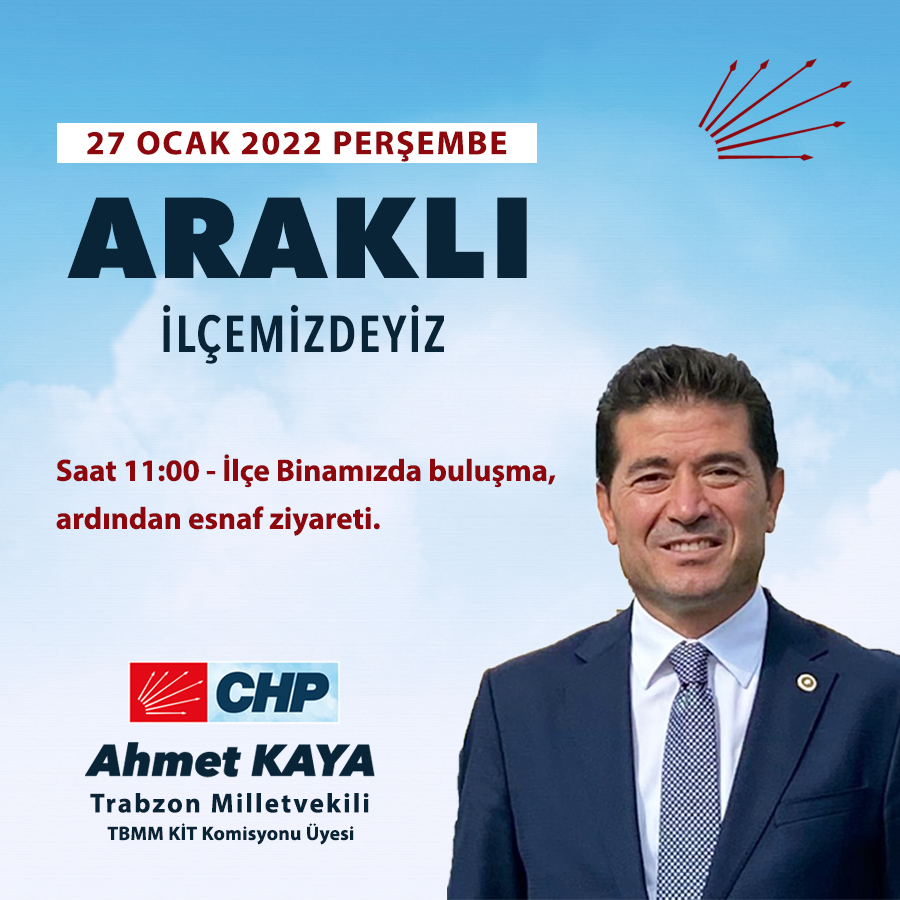 27 OCAK 2022 PERŞEMBE
ARAKLI
İLÇEMİZDEYİZ
Saat 11:00 - İlçe Binamızda buluşma,
ardından esnaf ziyareti.
CHP
Ahmet KAYA
Trabzon Milletvekili
TBMM KİT Komisyonu Üyesi